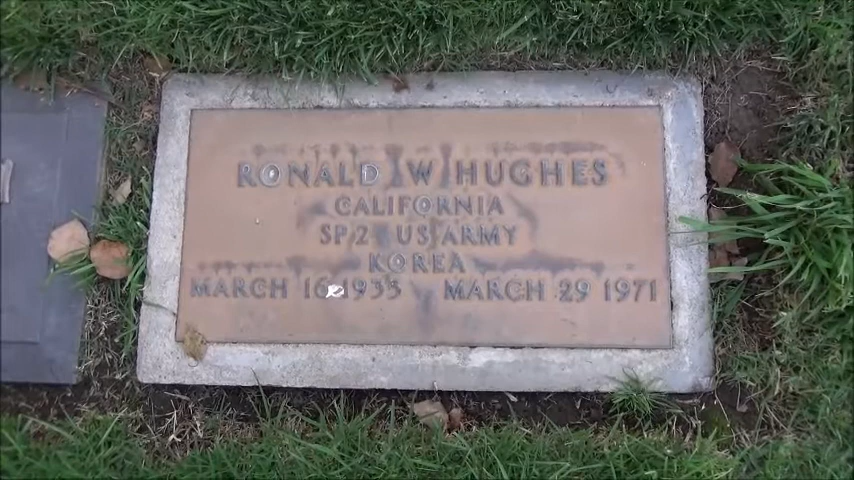 RONALD W HUGHES
CALIFORNIA
SP2 US ARMY
KOREA
MARCH 16 1935 MARCH 29 1971